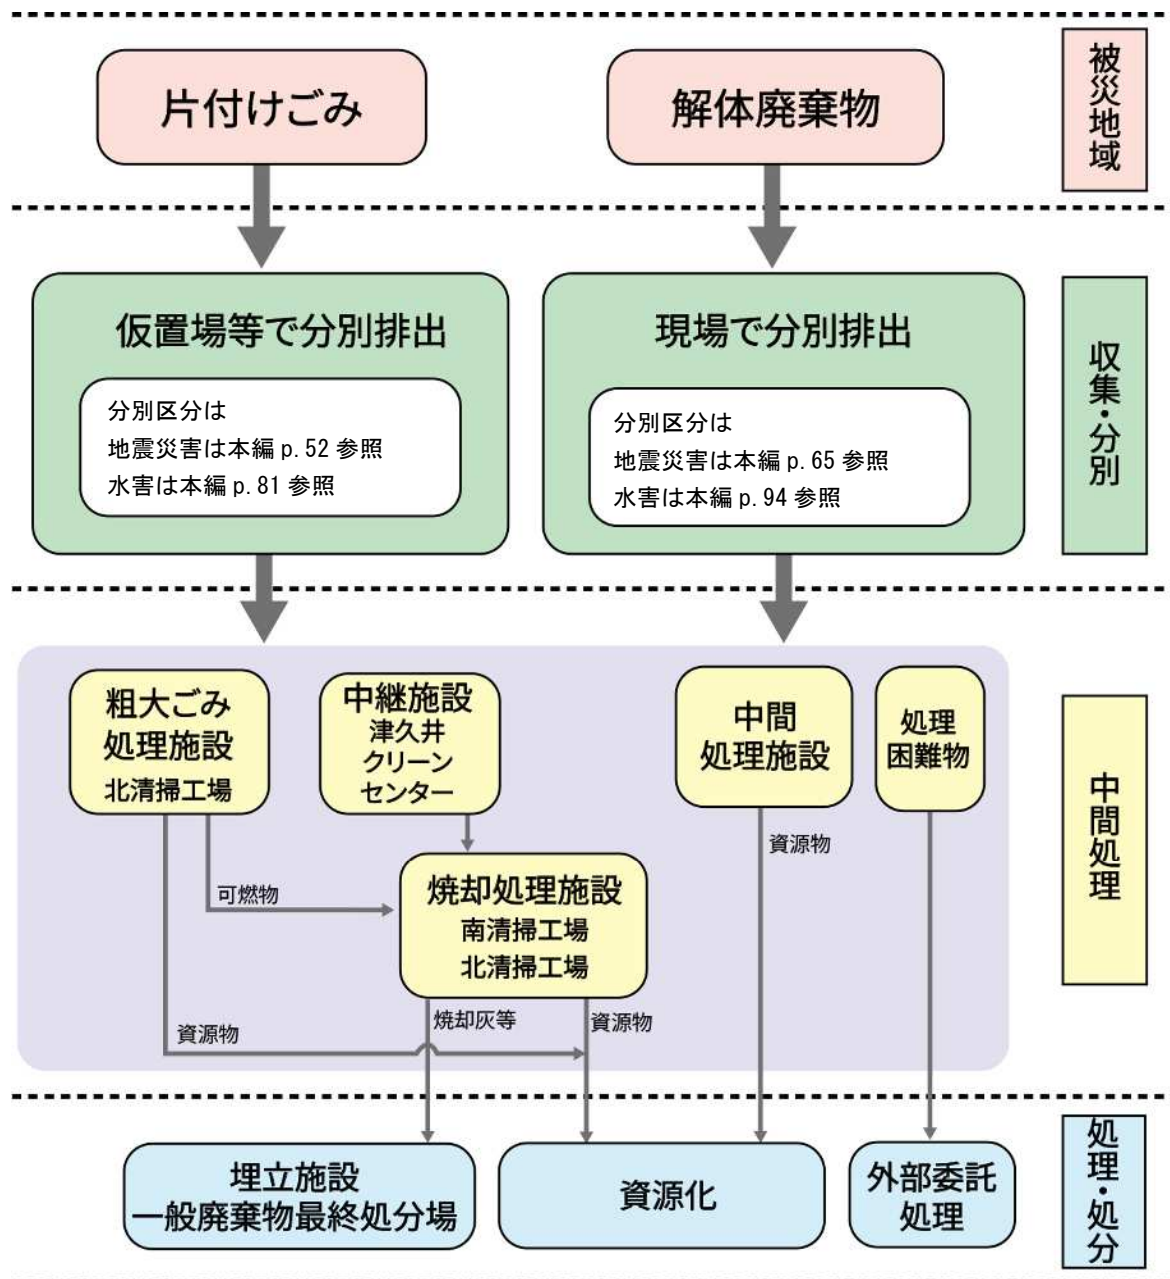 片付けごみ
解体廃棄物
被災地域
仮置場等で分別排出
分別区分は
地震災害は本編 p.52 参照
水害は本編 p.81 参照
現場で分別排出
分別区分は
地震災害は本編 p.65 参照
水害は本編 p.94 参照
収集・分別
粗大ごみ
処理施設
北清掃工場
中継施設
津久井
クリーン
センター
中間
処理施設
処理
困難物
中間処理
可燃物
資源物
焼却処理施設
南清掃工場
北清掃工場
資源物
焼却灰等
資源物
埋立施設
一般廃棄物最終処分場
資源化
外部委託
処理
処理・処分